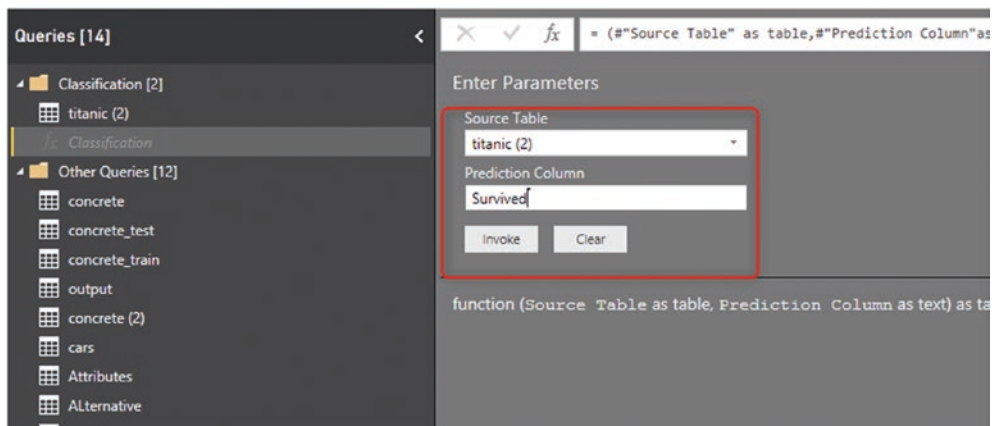 Queries [14]
fx = (#"Source Table" as table,#"Prediction Column"as
Classification [2]
titanic (2)
fx Classification
Other Queries [12]
concrete
concrete_test
concrete_train
output
concrete (2)
cars
Attributes
ALternative
Enter Parameters
Source Table
titanic (2)
Prediction Column
Survived
Invoke Clear
function (Source Table as table, Prediction Column as text) as ta